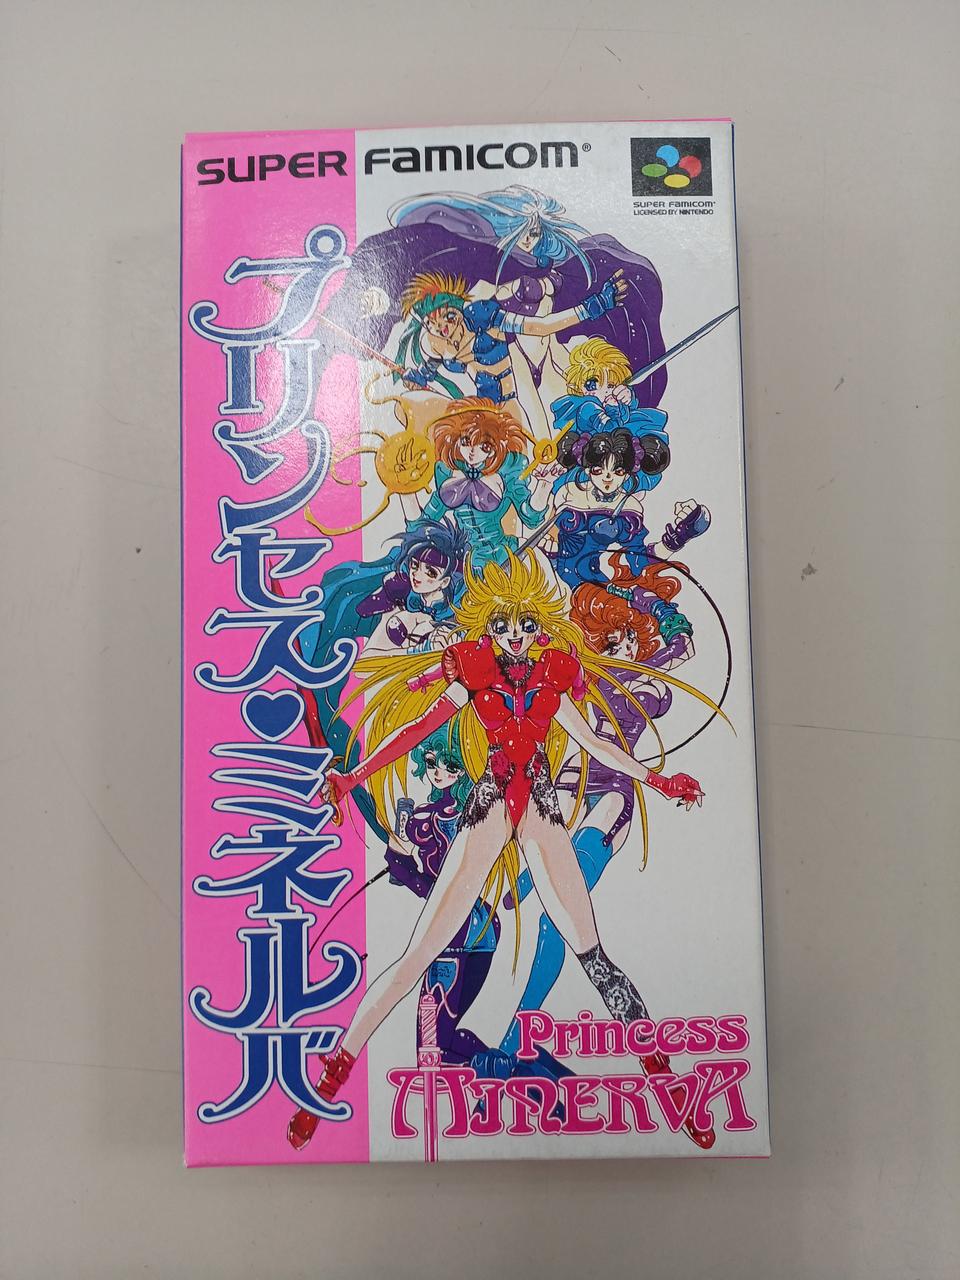 SUPER FAMICOM®
SUPER FAMICOM®
LICENSED BY NINTENDO
プリンセス♥ミネルバ
Princess
MINERVA